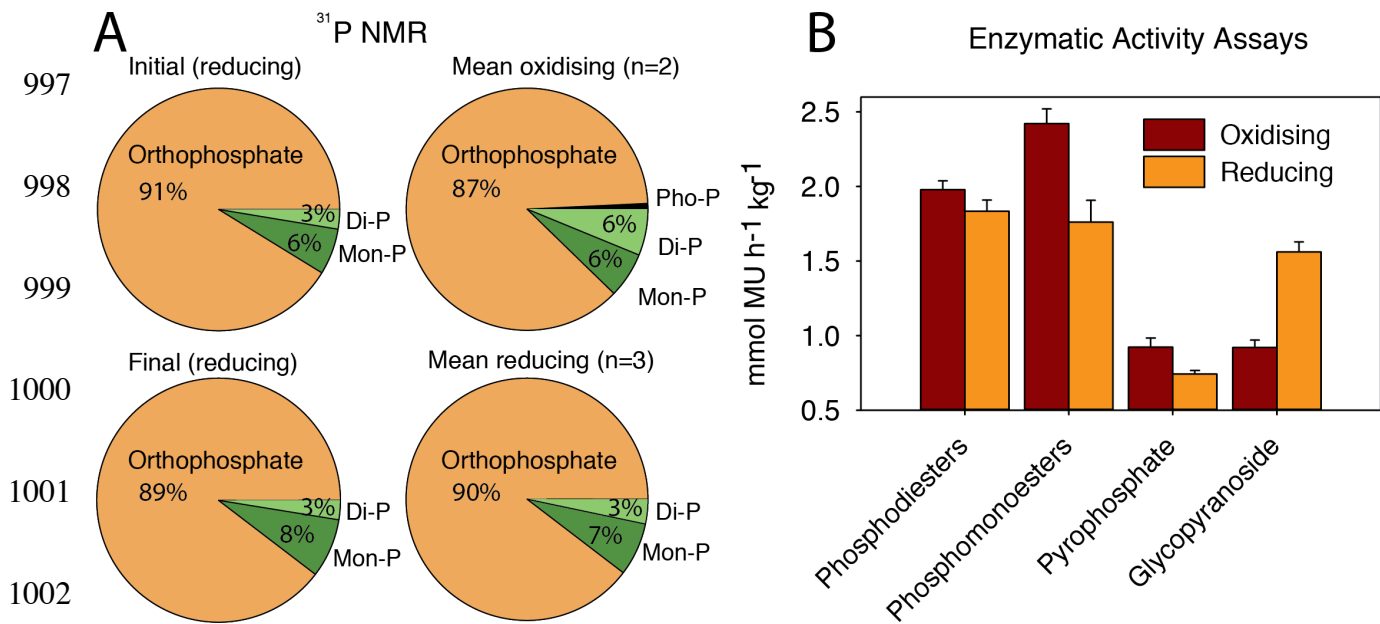 A
31P NMR
997
998
999
1000
1001
1002
Initial (reducing)
Orthophosphate
91%
3%
Di-P
6%
Mon-P
Mean oxidising (n=2)
Orthophosphate
87%
Pho-P
6%
Di-P
6%
Mon-P
Final (reducing)
Orthophosphate
89%
3%
Di-P
8%
Mon-P
Mean reducing (n=3)
Orthophosphate
90%
3%
Di-P
7%
Mon-P
B
Enzymatic Activity Assays
mmol MU h-1 kg-1
2.5
2.0
1.5
1.0
0.5
Oxidising
Reducing
Phosphodiesters
Phosphomonoesters
Pyrophosphate
Glycopyranoside